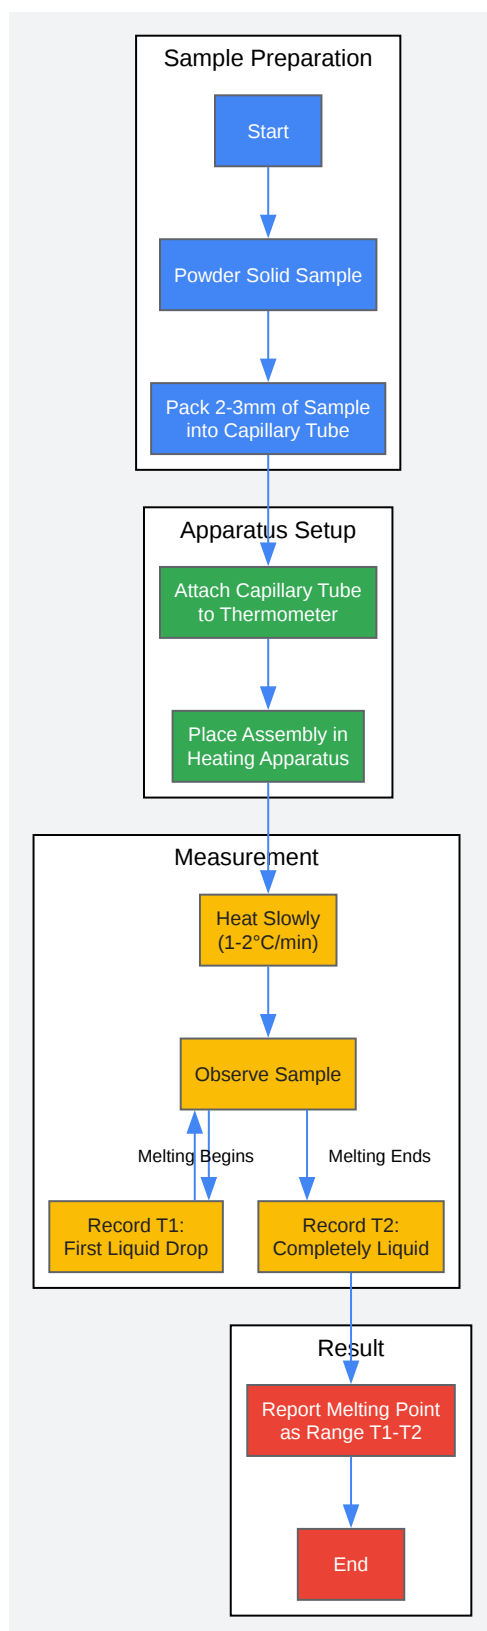 Sample Preparation
Start
Powder Solid Sample
Pack 2-3mm of Sample
into Capillary Tube
Apparatus Setup
Attach Capillary Tube
to Thermometer
Place Assembly in
Heating Apparatus
Measurement
Heat Slowly
(1-2°C/min)
Observe Sample
Melting Begins
Melting Ends
Record T1:
First Liquid Drop
Record T2:
Completely Liquid
Result
Report Melting Point
as Range T1-T2
End